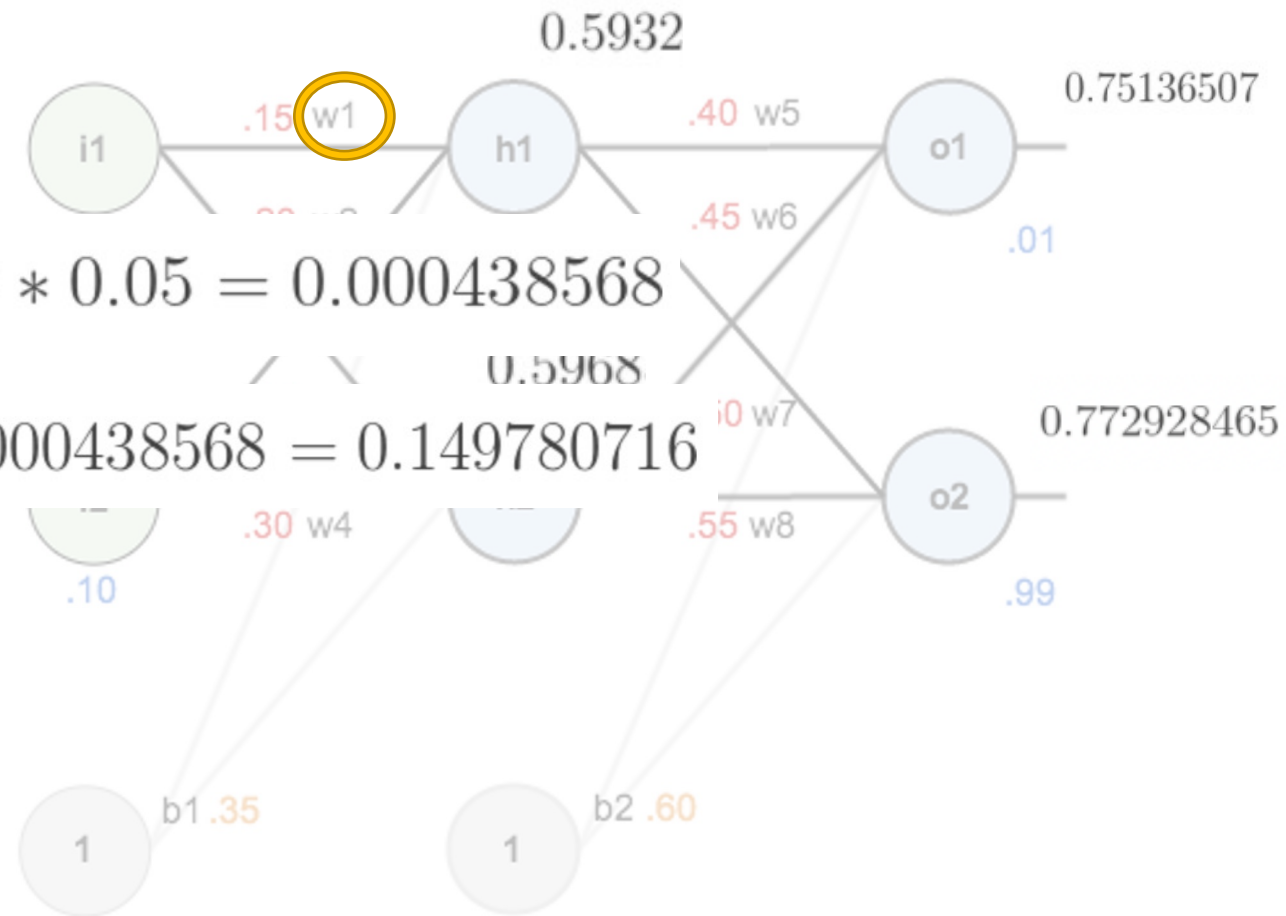 0.5932
0.75136507
.15 w1
.40 w5
i1
h1
o1
.45 w6
.01
* 0.05 = 0.000438568
0.5968
w7
0.772928465
000438568 = 0.149780716
o2
.30 w4
.55 w8
.10
.99
b1 .35
b2 .60
1
1